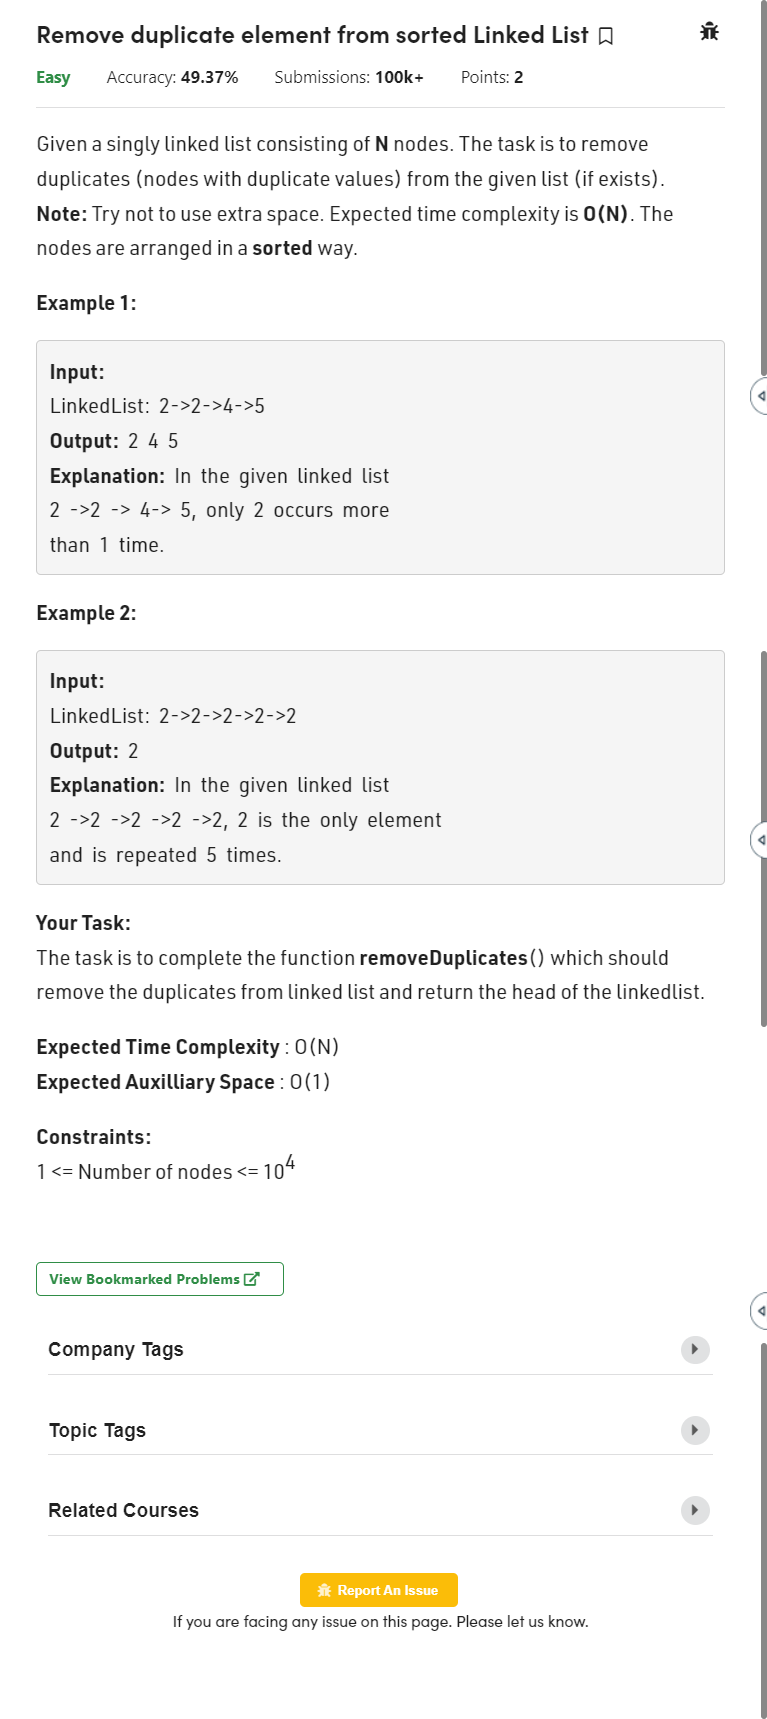 Remove duplicate element from sorted Linked List
Easy Accuracy: 49.37% Submissions: 100k+ Points: 2
Given a singly linked list consisting of N nodes. The task is to remove
duplicates (nodes with duplicate values) from the given list (if exists).
Note: Try not to use extra space. Expected time complexity is O(N). The
nodes are arranged in a sorted way.
Example 1:
Input:
LinkedList: 2->2->4->5
Output: 2 4 5
Explanation: In the given linked list
2 ->2 -> 4-> 5, only 2 occurs more
than 1 time.
Example 2:
Input:
LinkedList: 2->2->2->2->2
Output: 2
Explanation: In the given linked list
2 ->2 ->2 ->2 ->2, 2 is the only element
and is repeated 5 times.
Your Task:
The task is to complete the function removeDuplicates() which should
remove the duplicates from linked list and return the head of the linkedlist.
Expected Time Complexity : O(N)
Expected Auxilliary Space : O(1)
Constraints:
1 <= Number of nodes <= 10^4
View Bookmarked Problems
Company Tags
Topic Tags
Related Courses
Report An Issue
If you are facing any issue on this page. Please let us know.